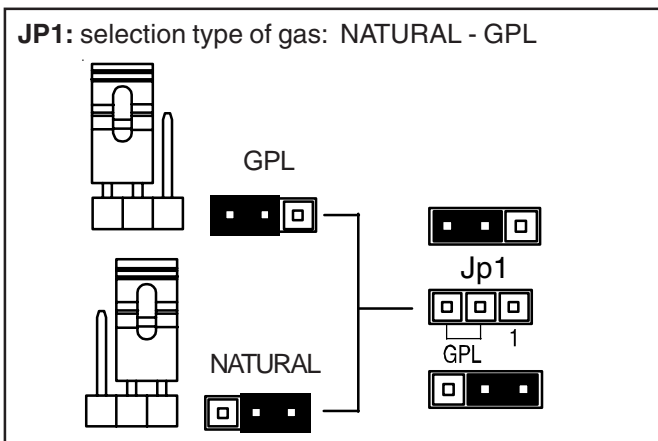 JP1: selection type of gas: NATURAL - GPL
GPL
Jp1
GPL 1
NATURAL